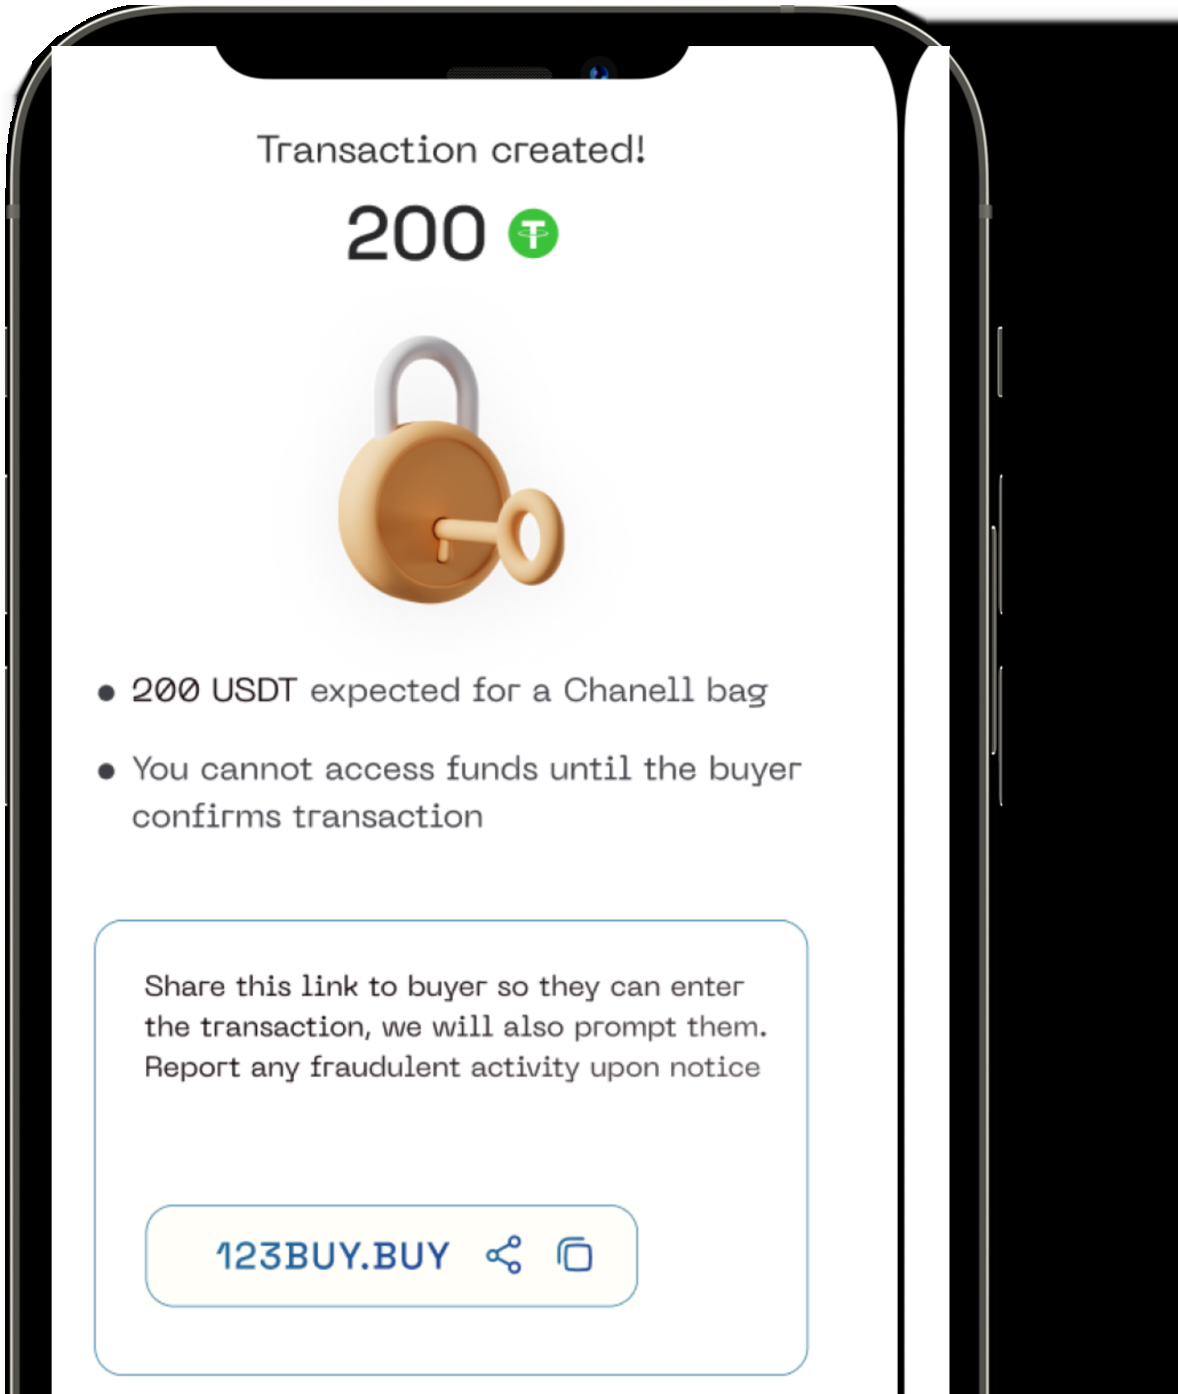 Transaction created!
200
200 USDT expected for a Chanell bag
You cannot access funds until the buyer
confirms transaction
Share this link to buyer so they can enter
the transaction, we will also prompt them.
Report any fraudulent activity upon notice
123BUY.BUY